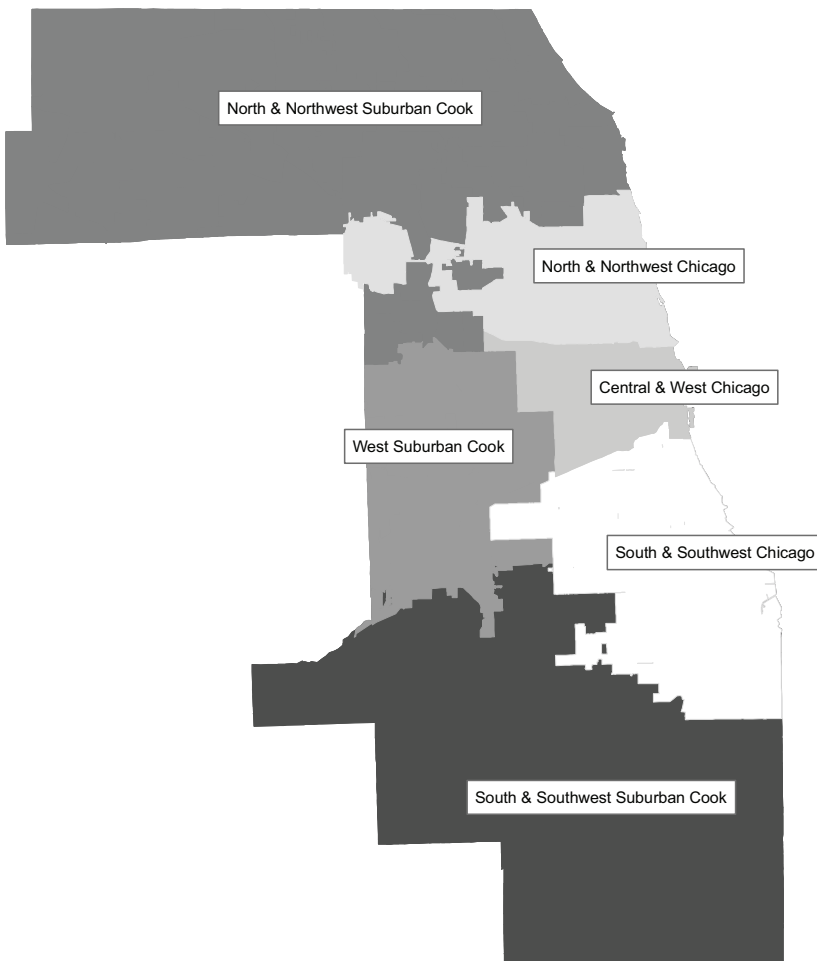 North & Northwest Suburban Cook
North & Northwest Chicago
Central & West Chicago
West Suburban Cook
South & Southwest Chicago
South & Southwest Suburban Cook